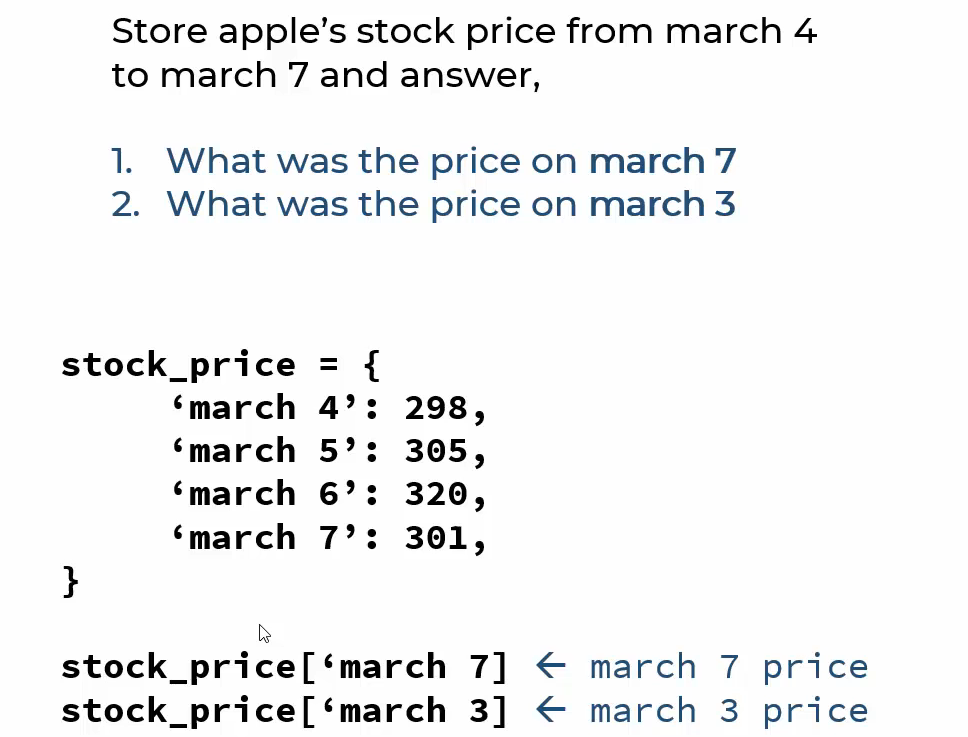 Store apple’s stock price from march 4
to march 7 and answer,
1. What was the price on march 7
2. What was the price on march 3
stock_price = {
‘march 4’: 298,
‘march 5’: 305,
‘march 6’: 320,
‘march 7’: 301,
}
stock_price[‘march 7] ← march 7 price
stock_price[‘march 3] ← march 3 price